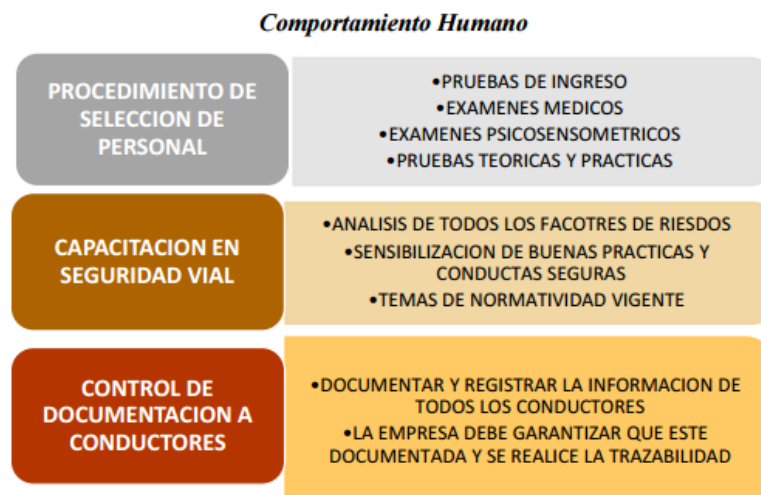 Comportamiento Humano
PROCEDIMIENTO DE
SELECCION DE
PERSONAL
•PRUEBAS DE INGRESO
•EXAMENES MEDICOS
•EXAMENES PSICOSENSOMETRICOS
•PRUEBAS TEORICAS Y PRACTICAS
CAPACITACION EN
SEGURIDAD VIAL
•ANALISIS DE TODOS LOS FACOTRES DE RIESDOS
•SENSIBILIZACION DE BUENAS PRACTICAS Y
CONDUCTAS SEGURAS
•TEMAS DE NORMATIVIDAD VIGENTE
CONTROL DE
DOCUMENTACION A
CONDUCTORES
•DOCUMENTAR Y REGISTRAR LA INFORMACION DE
TODOS LOS CONDUCTORES
•LA EMPRESA DEBE GARANTIZAR QUE ESTE
DOCUMENTADA Y SE REALICE LA TRAZABILIDAD